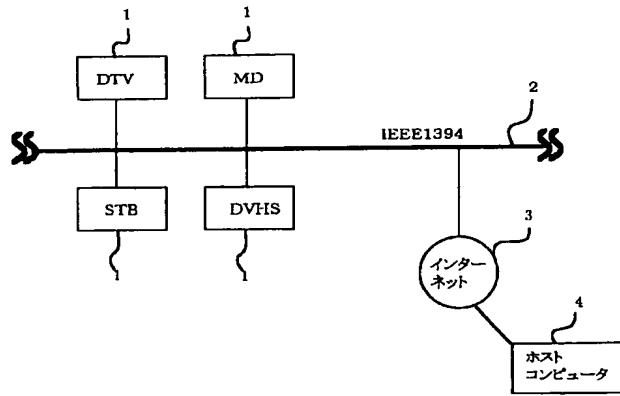 1
1
DTV
MD
2
IEEE1394
STB
DVHS
1
1
3
インター
ネット
4
ホスト
コンピュータ